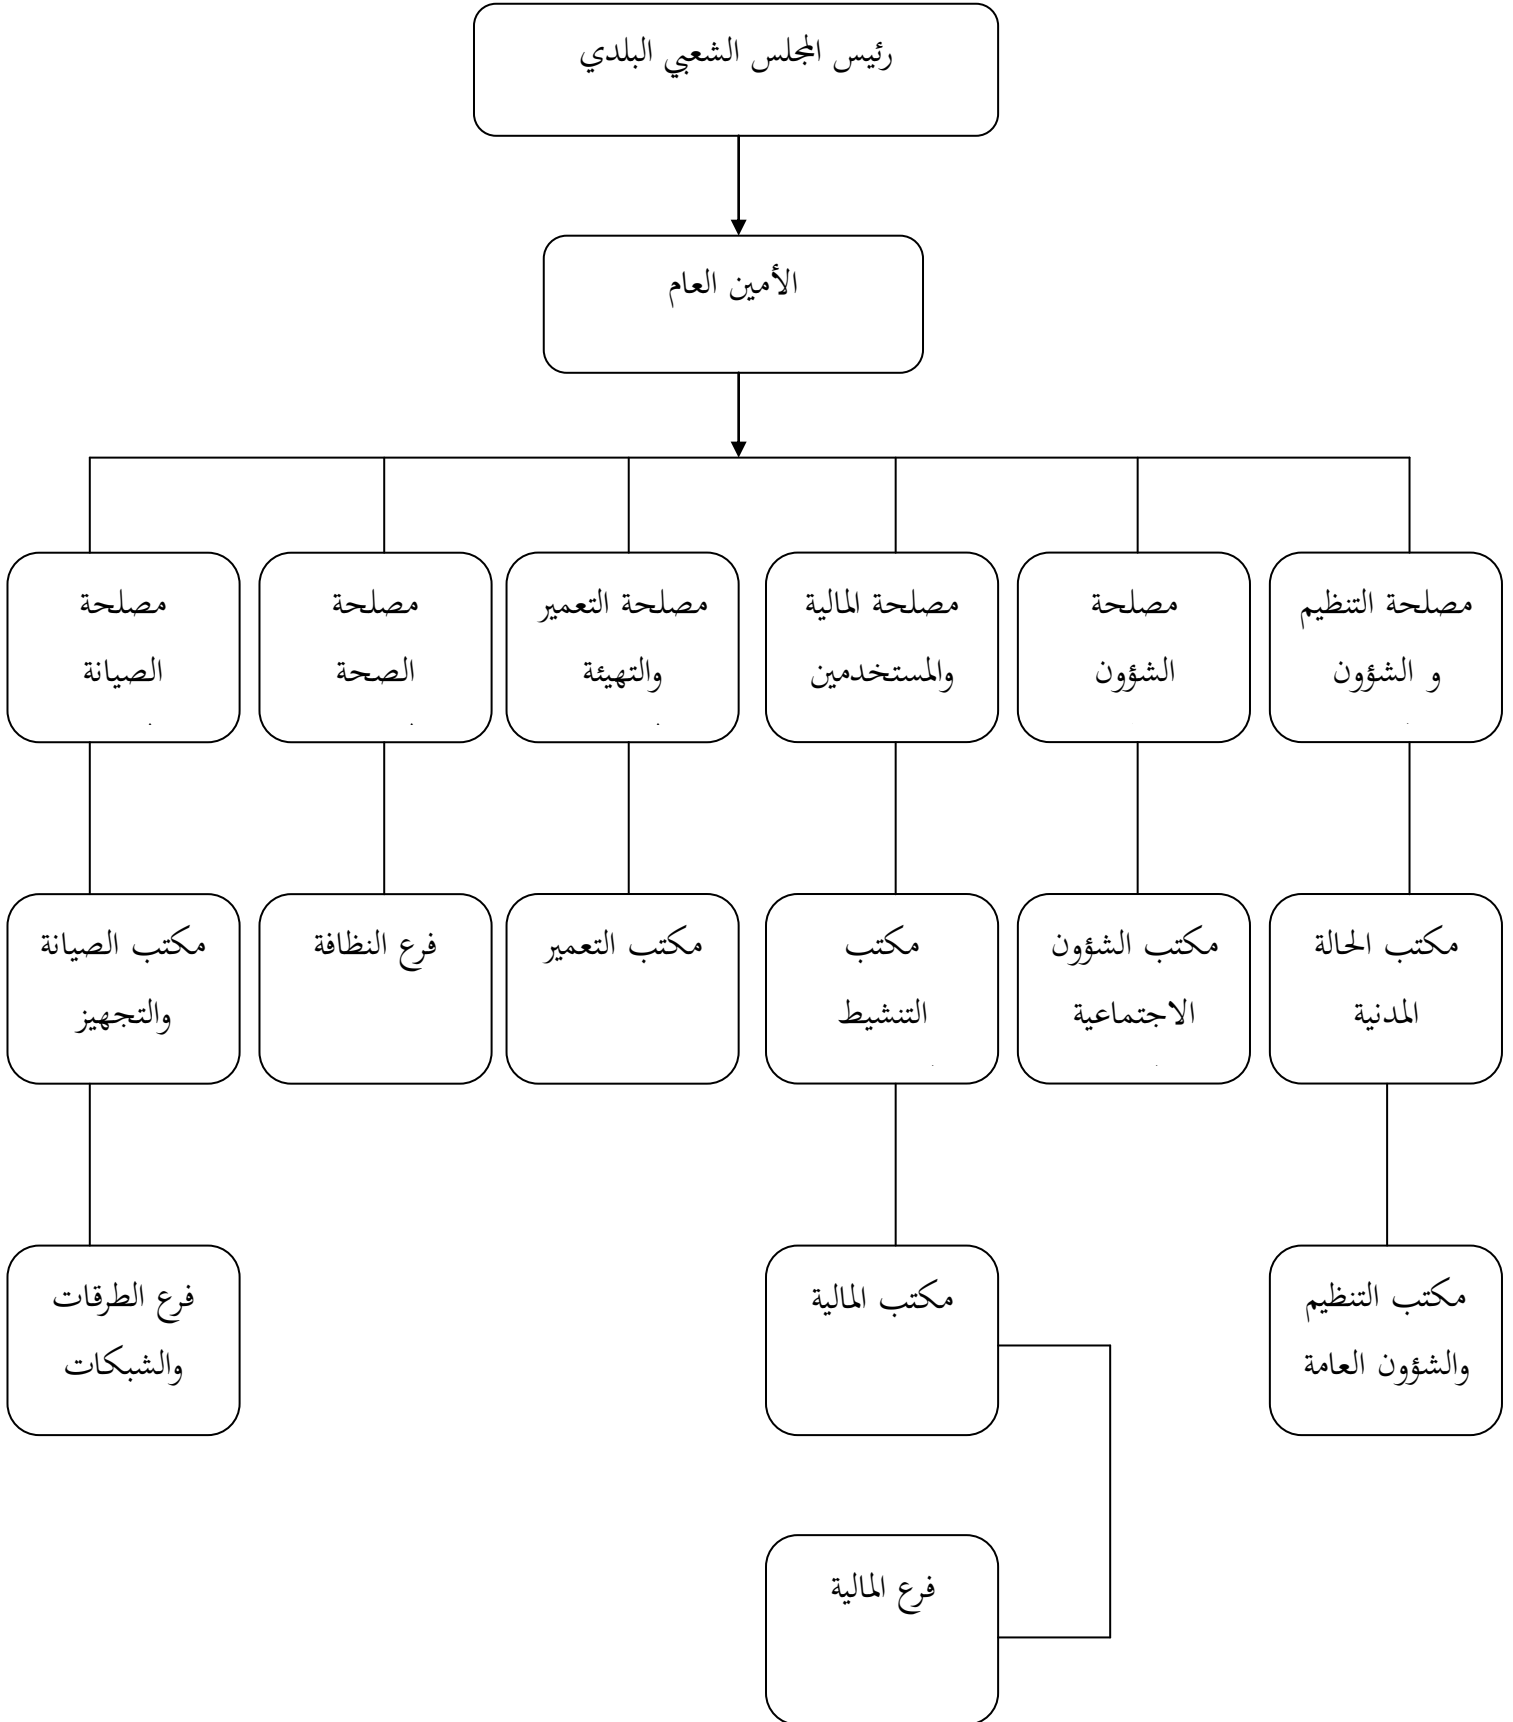 رئيس المجلس الشعبي البلدي
الأمين العام
مصلحة التنظيم
و الشؤون
مصلحة
الشؤون
مصلحة المالية
والمستخدمين
مصلحة التعمير
والتهيئة
مصلحة
الصحة
مصلحة
الصيانة
مكتب الحالة
المدنية
مكتب الشؤون
الاجتماعية
مكتب
التنشيط
مكتب التعمير
فرع النظافة
مكتب الصيانة
والتجهيز
مكتب التنظيم
والشؤون العامة
مكتب المالية
فرع الطرقات
والشبكات
فرع المالية